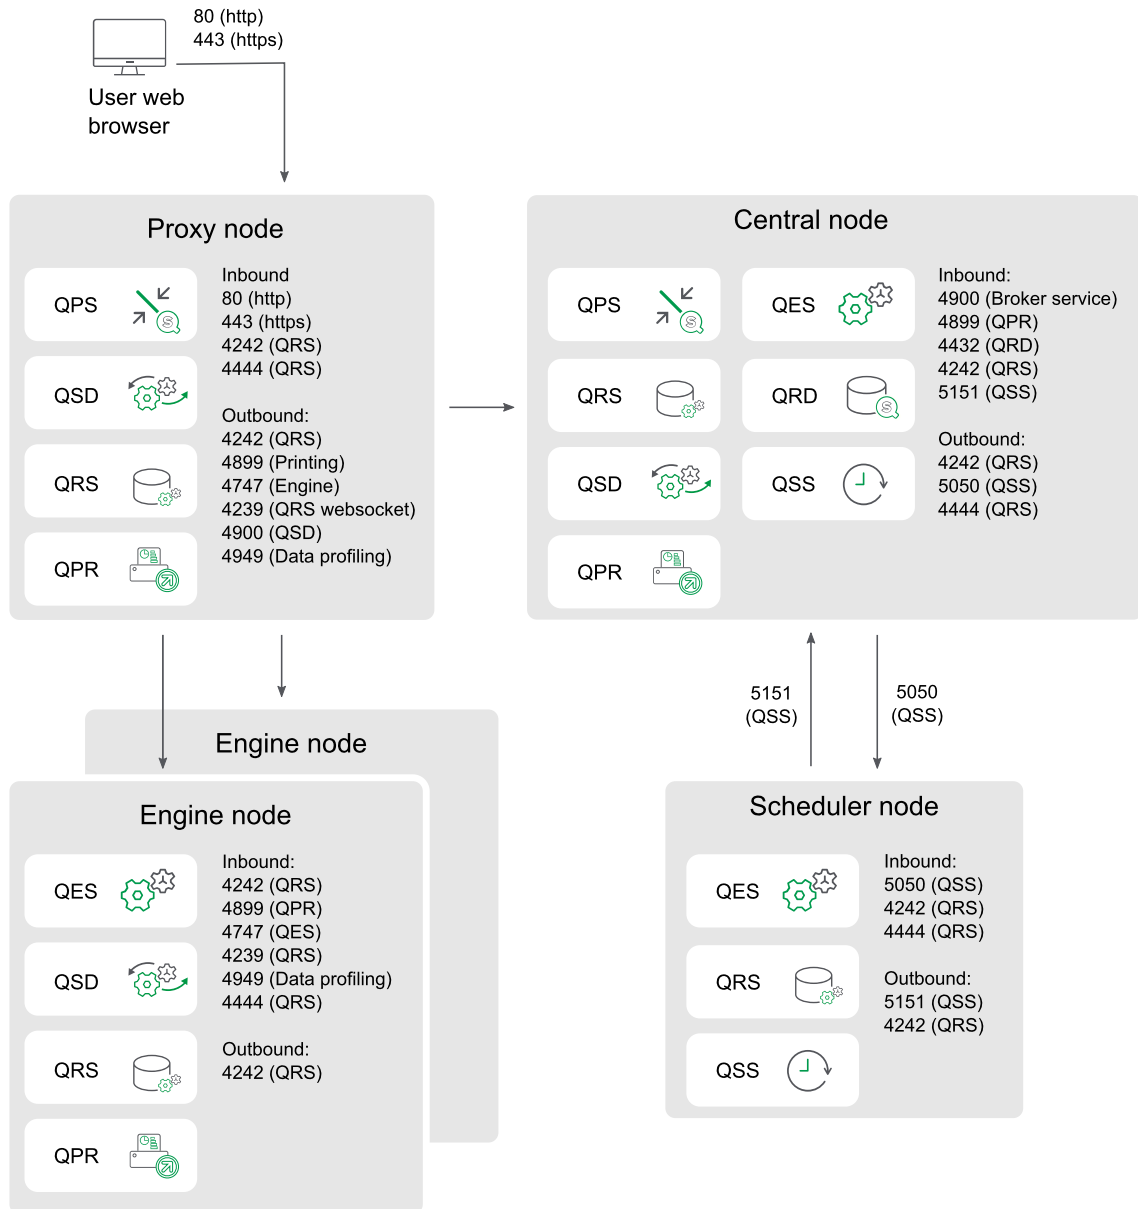 80 (http)
443 (https)
User web
browser
Proxy node
QPS
QSD
QRS
QPR
Inbound
80 (http)
443 (https)
4242 (QRS)
4444 (QRS)
Outbound:
4242 (QRS)
4899 (Printing)
4747 (Engine)
4239 (QRS websocket)
4900 (QSD)
4949 (Data profiling)
Central node
QPS
QES
QRS
QRD
QSD
QSS
QPR
Inbound:
4900 (Broker service)
4899 (QPR)
4432 (QRD)
4242 (QRS)
5151 (QSS)
Outbound:
4242 (QRS)
5050 (QSS)
4444 (QRS)
5151
(QSS)
5050
(QSS)
Engine node
Engine node
QES
QSD
QRS
QPR
Inbound:
4242 (QRS)
4899 (QPR)
4747 (QES)
4239 (QRS)
4949 (Data profiling)
4444 (QRS)
Outbound:
4242 (QRS)
Scheduler node
QES
QRS
QSS
Inbound:
5050 (QSS)
4242 (QRS)
4444 (QRS)
Outbound:
5151 (QSS)
4242 (QRS)